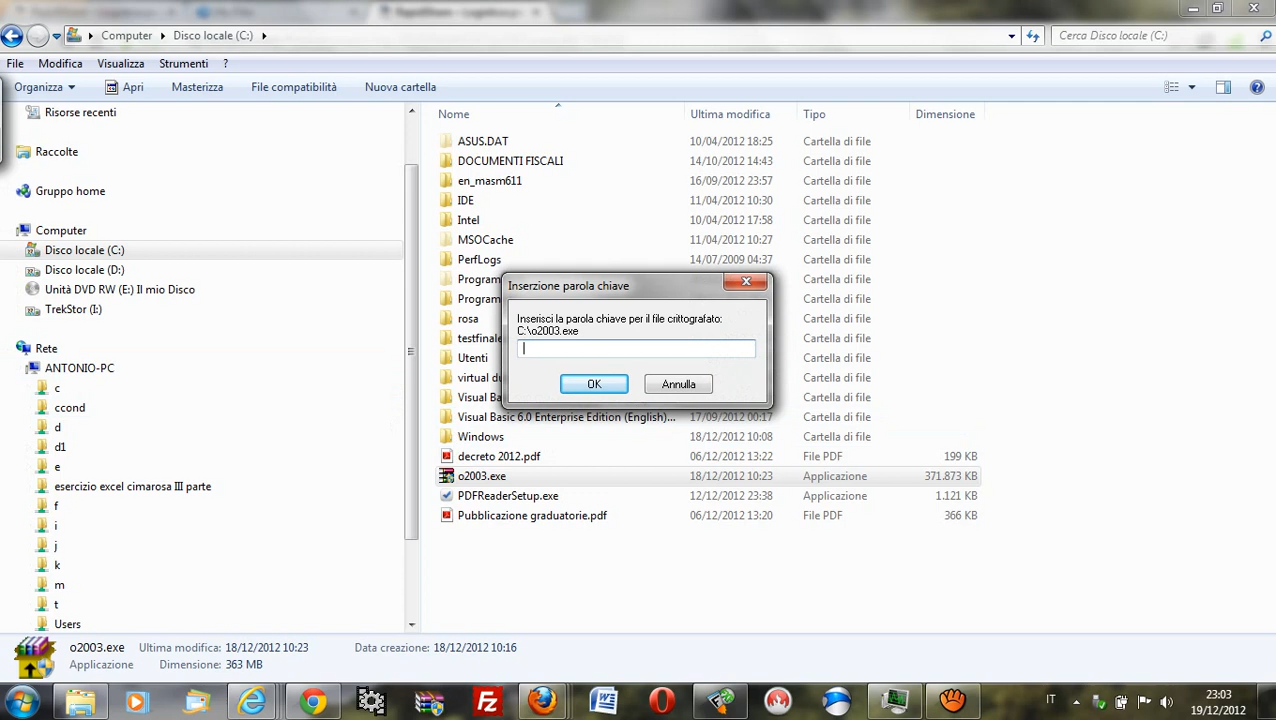 Computer Disco locale (C:) Cerca Disco locale (C:)
File Modifica Visualizza Strumenti ?
Organizza Apri Masterizza File compatibilità Nuova cartella
Risorse recenti
Raccolte
Gruppo home
Computer
Disco locale (C:)
Disco locale (D:)
Unità DVD RW (E:) Il mio Disco
TrekStor (I:)
Rete
ANTONIO-PC
c
ccond
d
d1
e
esercizio excel cimarosa III parte
f
i
j
k
m
t
Users
Nome Ultima modifica Tipo Dimensione
ASUS.DAT 10/04/2012 18:25 Cartella di file
DOCUMENTI FISCALI 14/10/2012 14:43 Cartella di file
en_masm611 16/09/2012 23:57 Cartella di file
IDE 11/04/2012 10:30 Cartella di file
Intel 10/04/2012 17:58 Cartella di file
MSOCache 11/04/2012 10:27 Cartella di file
PerfLogs 14/07/2009 04:37 Cartella di file
Program Cartella di file
Program Cartella di file
rosa Cartella di file
testfinale Cartella di file
Utenti Cartella di file
virtual du Cartella di file
Visual Ba Cartella di file
Visual Basic 6.0 Enterprise Edition (English)... 17/09/2012 00:17 Cartella di file
Windows 18/12/2012 10:08 Cartella di file
decreto 2012.pdf 06/12/2012 13:22 File PDF 199 KB
o2003.exe 18/12/2012 10:23 Applicazione 371.873 KB
PDFReaderSetup.exe 12/12/2012 23:38 Applicazione 1.121 KB
Pubblicazione graduatorie.pdf 06/12/2012 13:20 File PDF 366 KB
Inserzione parola chiave
Inserisci la parola chiave per il file crittografato:
C:\o2003.exe
OK Annulla
o2003.exe Ultima modifica: 18/12/2012 10:23 Data creazione: 18/12/2012 10:16
Applicazione Dimensione: 363 MB
IT 23:03
19/12/2012